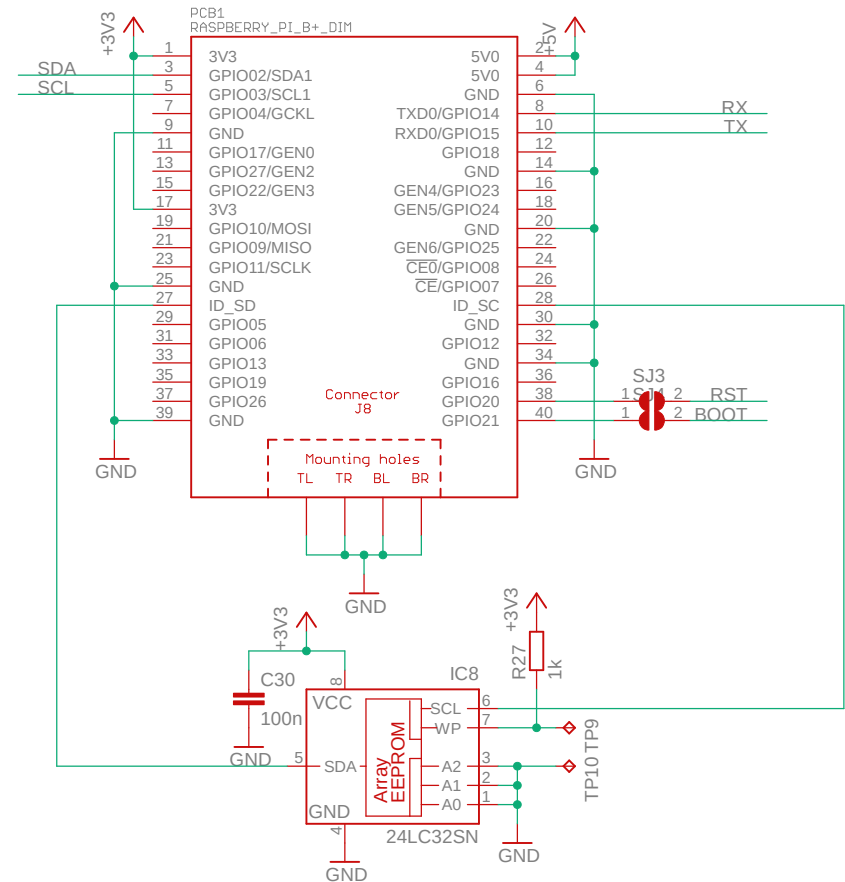 PCB1
RASPBERRY_PI_B+_DIM
+3V3
+5V
1 3V3 5V0 2
SDA 3 GPIO02/SDA1 5V0 4
SCL 5 GPIO03/SCL1 GND 6
7 GPIO04/GCKL TXD0/GPIO14 8 RX
9 GND RXD0/GPIO15 10 TX
11 GPIO17/GEN0 GPIO18 12
13 GPIO27/GEN2 GND 14
15 GPIO22/GEN3 GEN4/GPIO23 16
17 3V3 GEN5/GPIO24 18
19 GPIO10/MOSI GND 20
21 GPIO09/MISO GEN6/GPIO25 22
23 GPIO11/SCLK CE0/GPIO08 24
25 GND CE/GPIO07 26
27 ID_SD ID_SC 28
29 GPIO05 GND 30
31 GPIO06 GPIO12 32
33 GPIO13 GND 34
35 GPIO19 GPIO16 36
SJ3
37 GPIO26 GPIO20 38 1 SJ4 2 RST
39 GND GPIO21 40 1 2 BOOT
Connector
J8
GND
GND
Mounting holes
TL TR BL BR
GND
+3V3
+3V3
C30
100n
GND
R27
1k
IC8
8
VCC
SCL 6
WP 7
TP9
5 SDA
Array
EEPROM
A2 3
TP10
A1 2
A0 1
GND
4
24LC32SN
GND
GND